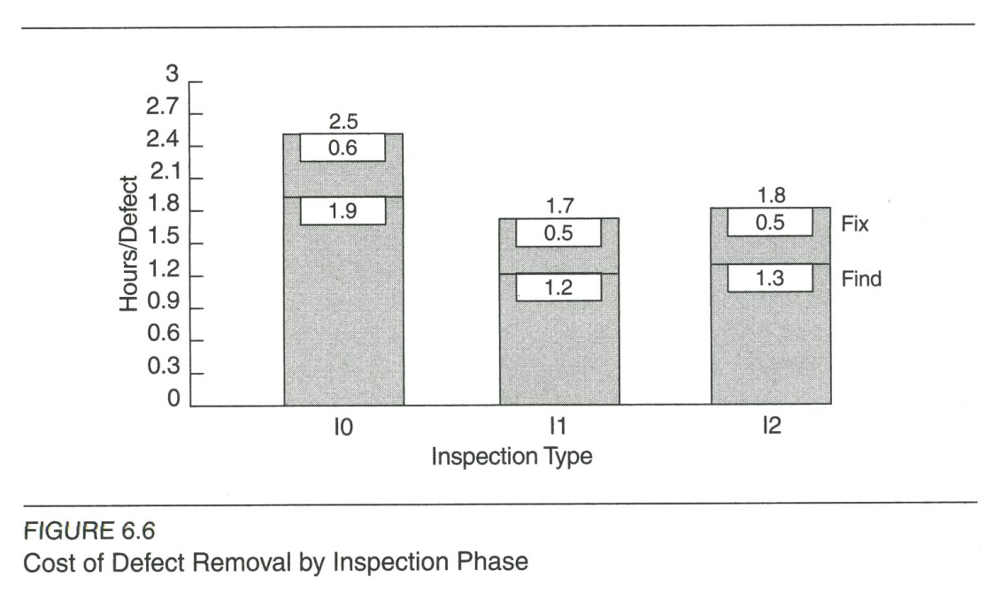 3
2.7
2.4
2.1
1.8
1.5
1.2
0.9
0.6
0.3
0
Hours/Defect
2.5
0.6
1.9
1.7
0.5
1.2
1.8
0.5
1.3
Fix
Find
I0 I1 I2
Inspection Type
FIGURE 6.6
Cost of Defect Removal by Inspection Phase